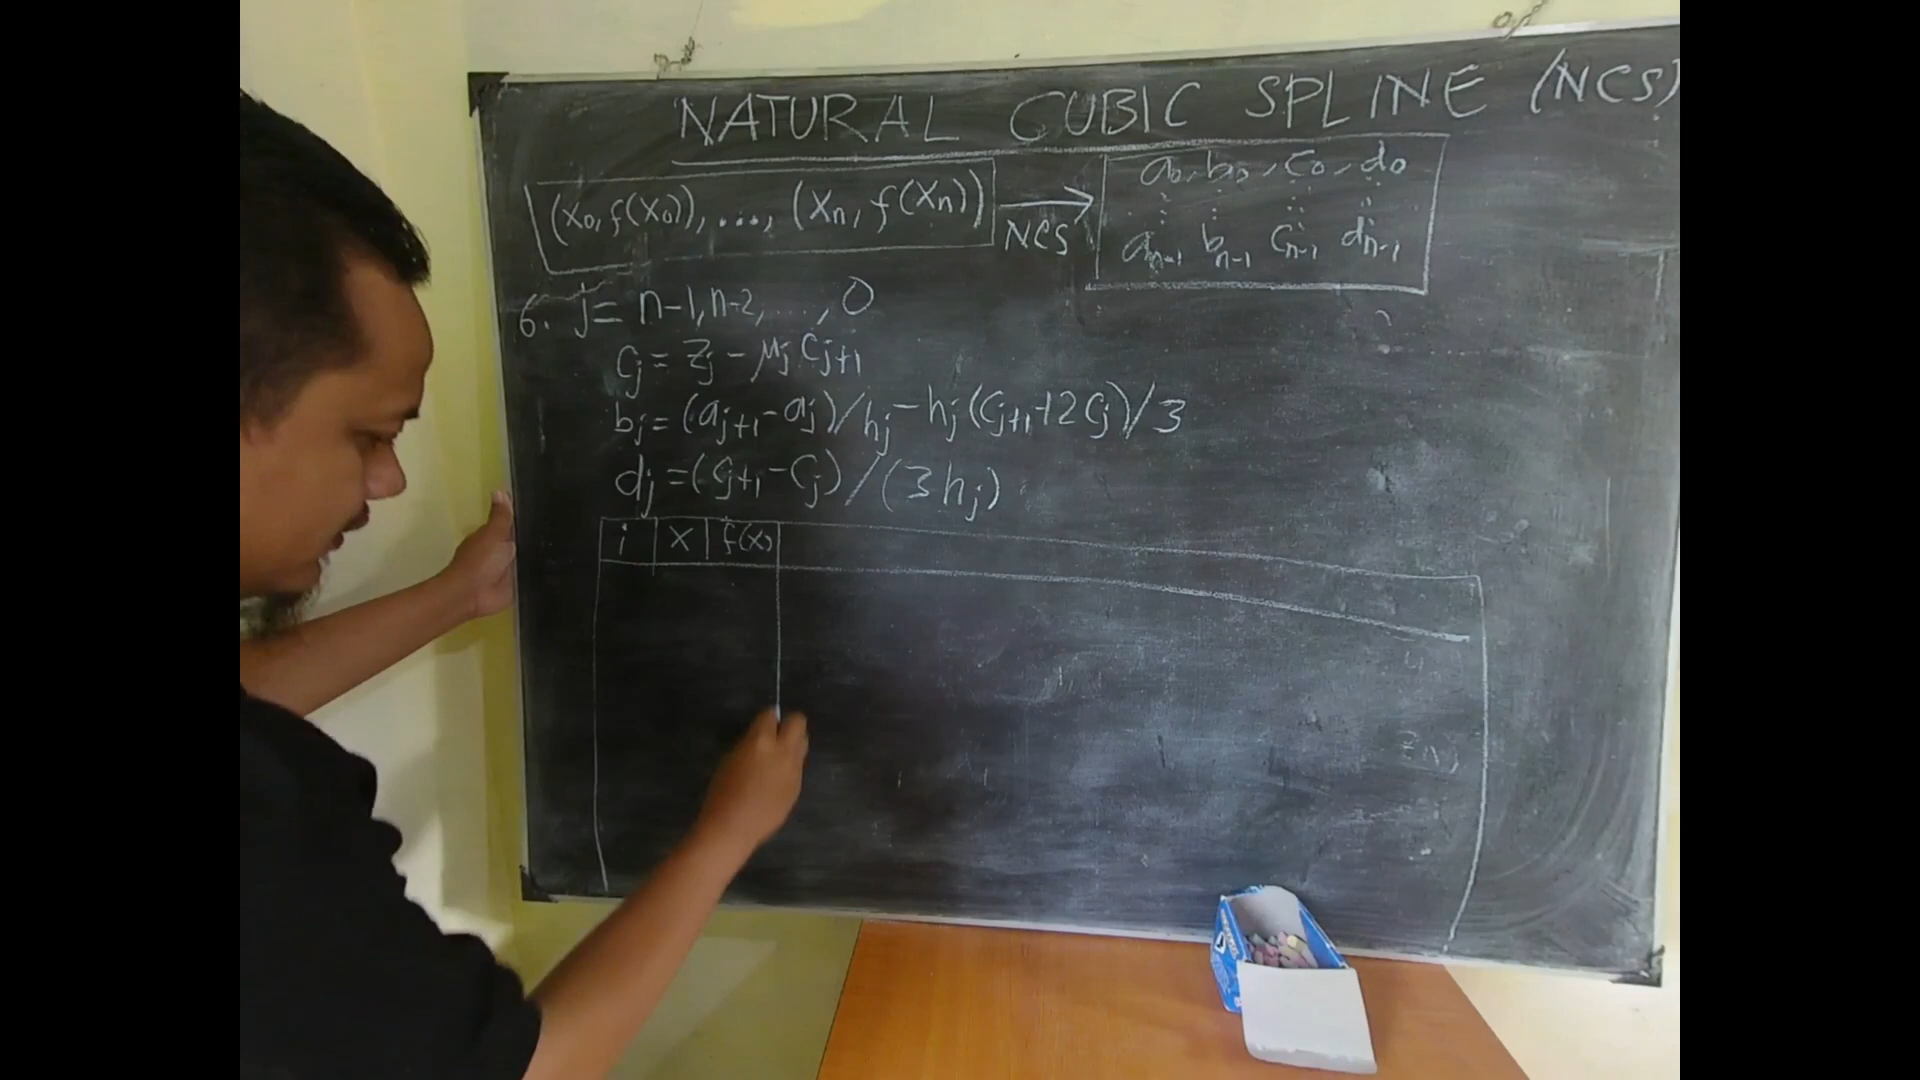 NATURAL CUBIC SPLINE (NCS)
(x₀, f(x₀)), ..., (xₙ, f(xₙ)) → NCS
a₀, b₀, c₀, d₀
⋮ ⋮ ⋮ ⋮
aₙ₋₁ bₙ₋₁ cₙ₋₁ dₙ₋₁
6. j = n-1, n-2, ..., 0
cⱼ = zⱼ - μⱼ cⱼ₊₁
bⱼ = (aⱼ₊₁ - aⱼ)/hⱼ - hⱼ(cⱼ₊₁+2cⱼ)/3
dⱼ = (cⱼ₊₁ - cⱼ)/(3hⱼ)
i x f(x)